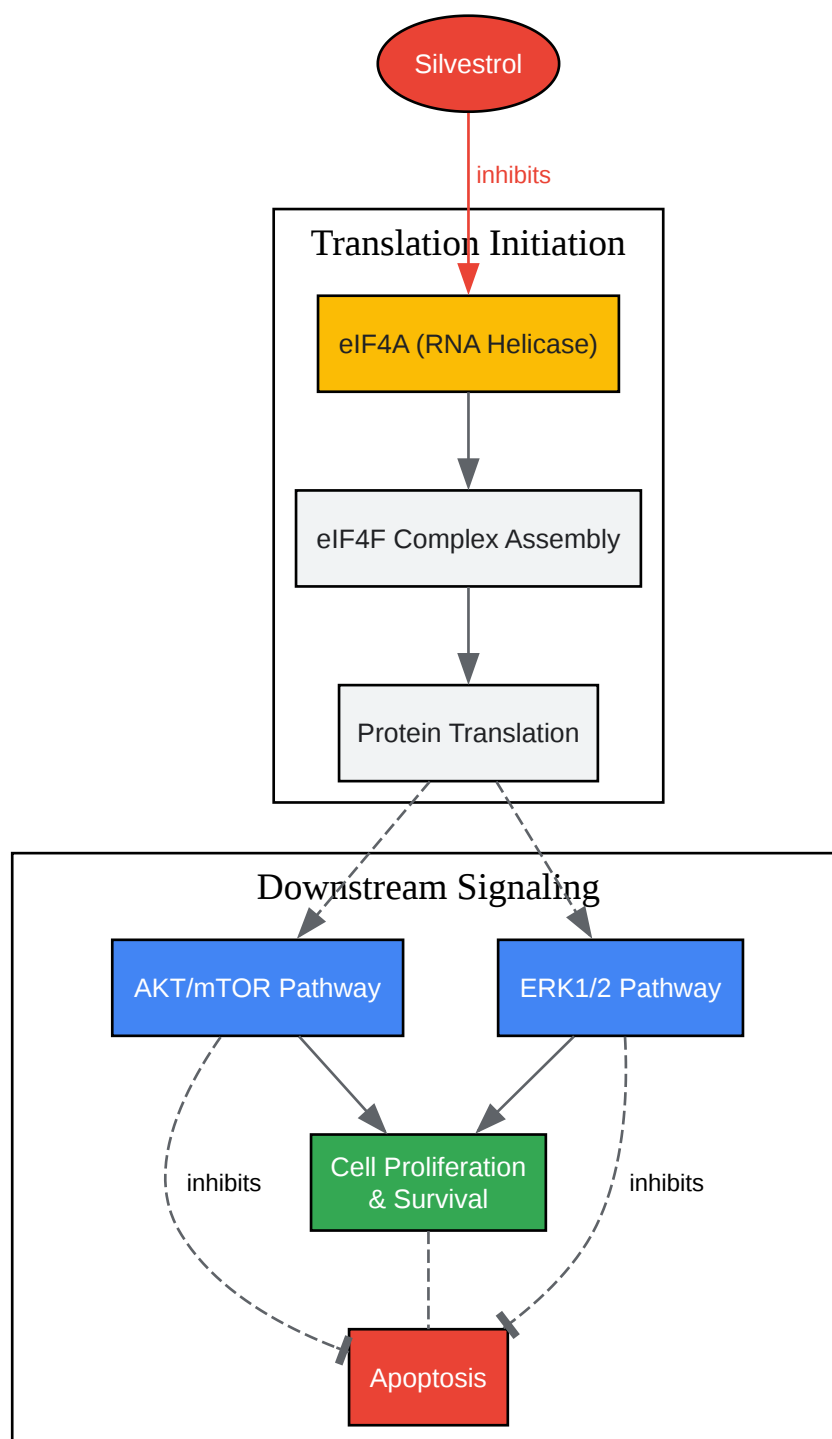 Silvestrol
inhibits
Translation Initiation
eIF4A (RNA Helicase)
eIF4F Complex Assembly
Protein Translation
Downstream Signaling
AKT/mTOR Pathway
ERK1/2 Pathway
Cell Proliferation
& Survival
inhibits
inhibits
Apoptosis